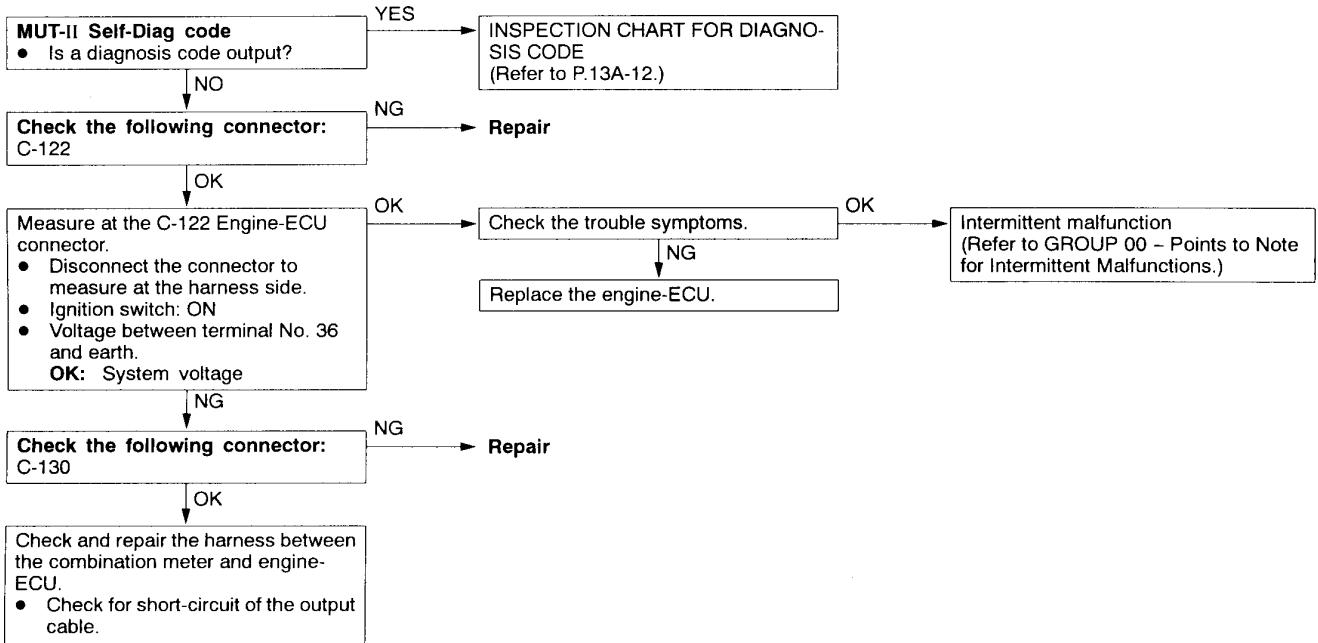 MUT-II Self-Diag code
● Is a diagnosis code output?
YES
INSPECTION CHART FOR DIAGNO-
SIS CODE
(Refer to P.13A-12.)
NO
Check the following connector:
C-122
NG
Repair
OK
Measure at the C-122 Engine-ECU
connector.
● Disconnect the connector to
measure at the harness side.
● Ignition switch: ON
● Voltage between terminal No. 36
and earth.
OK: System voltage
OK
Check the trouble symptoms.
OK
Intermittent malfunction
(Refer to GROUP 00 – Points to Note
for Intermittent Malfunctions.)
NG
Replace the engine-ECU.
NG
Check the following connector:
C-130
NG
Repair
OK
Check and repair the harness between
the combination meter and engine-
ECU.
● Check for short-circuit of the output
cable.